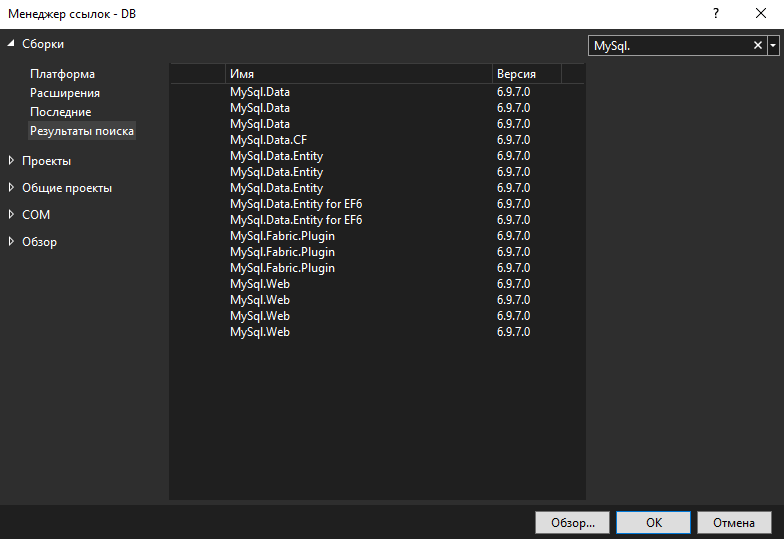 Менеджер ссылок - DB
?
Сборки
MySql.
Платформа
Расширения
Последние
Результаты поиска
Проекты
Общие проекты
COM
Обзор
Имя Версия
MySql.Data 6.9.7.0
MySql.Data 6.9.7.0
MySql.Data 6.9.7.0
MySql.Data.CF 6.9.7.0
MySql.Data.Entity 6.9.7.0
MySql.Data.Entity 6.9.7.0
MySql.Data.Entity 6.9.7.0
MySql.Data.Entity for EF6 6.9.7.0
MySql.Data.Entity for EF6 6.9.7.0
MySql.Fabric.Plugin 6.9.7.0
MySql.Fabric.Plugin 6.9.7.0
MySql.Fabric.Plugin 6.9.7.0
MySql.Web 6.9.7.0
MySql.Web 6.9.7.0
MySql.Web 6.9.7.0
MySql.Web 6.9.7.0
Обзор... ОК Отмена